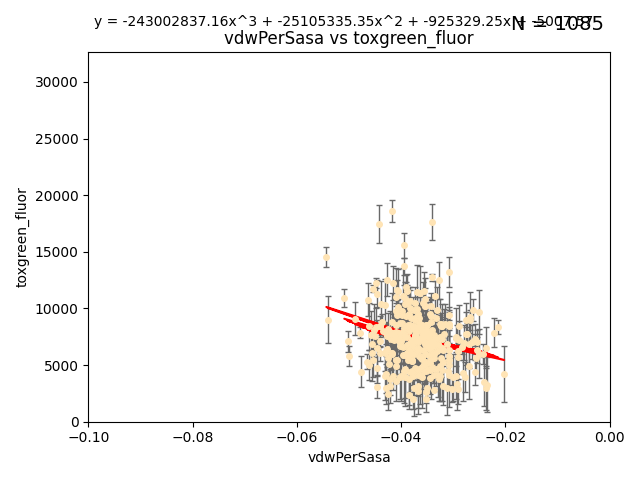 y = -243002837.16x^3 + -25105335.35x^2 + -925329.25x + -5007.57
N = 1085
vdwPerSasa vs toxgreen_fluor
30000
25000
20000
15000
10000
5000
0
toxgreen_fluor
−0.10
−0.08
−0.06
−0.04
−0.02
0.00
vdwPerSasa